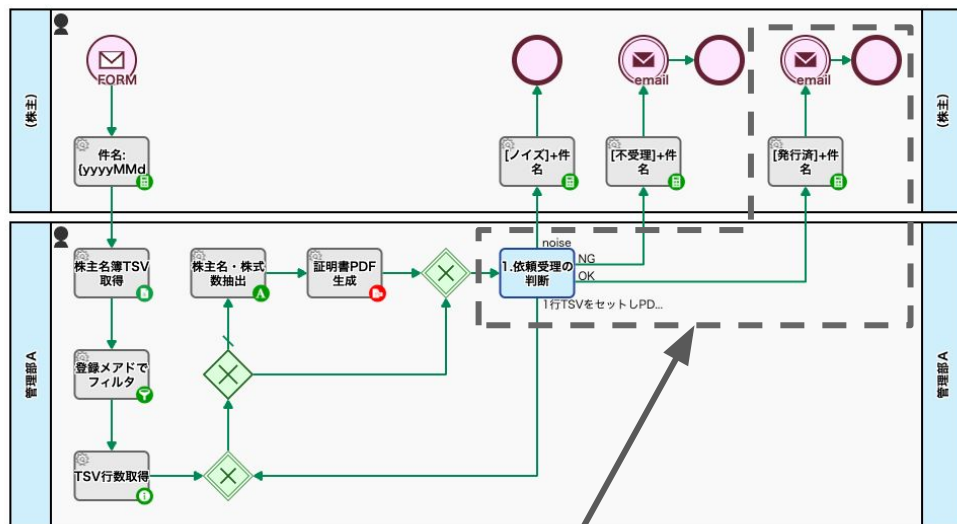 (株主)
(株主)
FORM
email
email
件名:
{yyyyMMd
[ノイズ]+件
名
[不受理]+件
名
[発行済]+件
名
管理部A
管理部A
株主名簿TSV
取得
株主名・株式
数抽出
証明書PDF
生成
noise
1.依頼受理の
判断
NG
OK
1行TSVをセットしPD...
登録メアドで
フィルタ
TSV行数取得